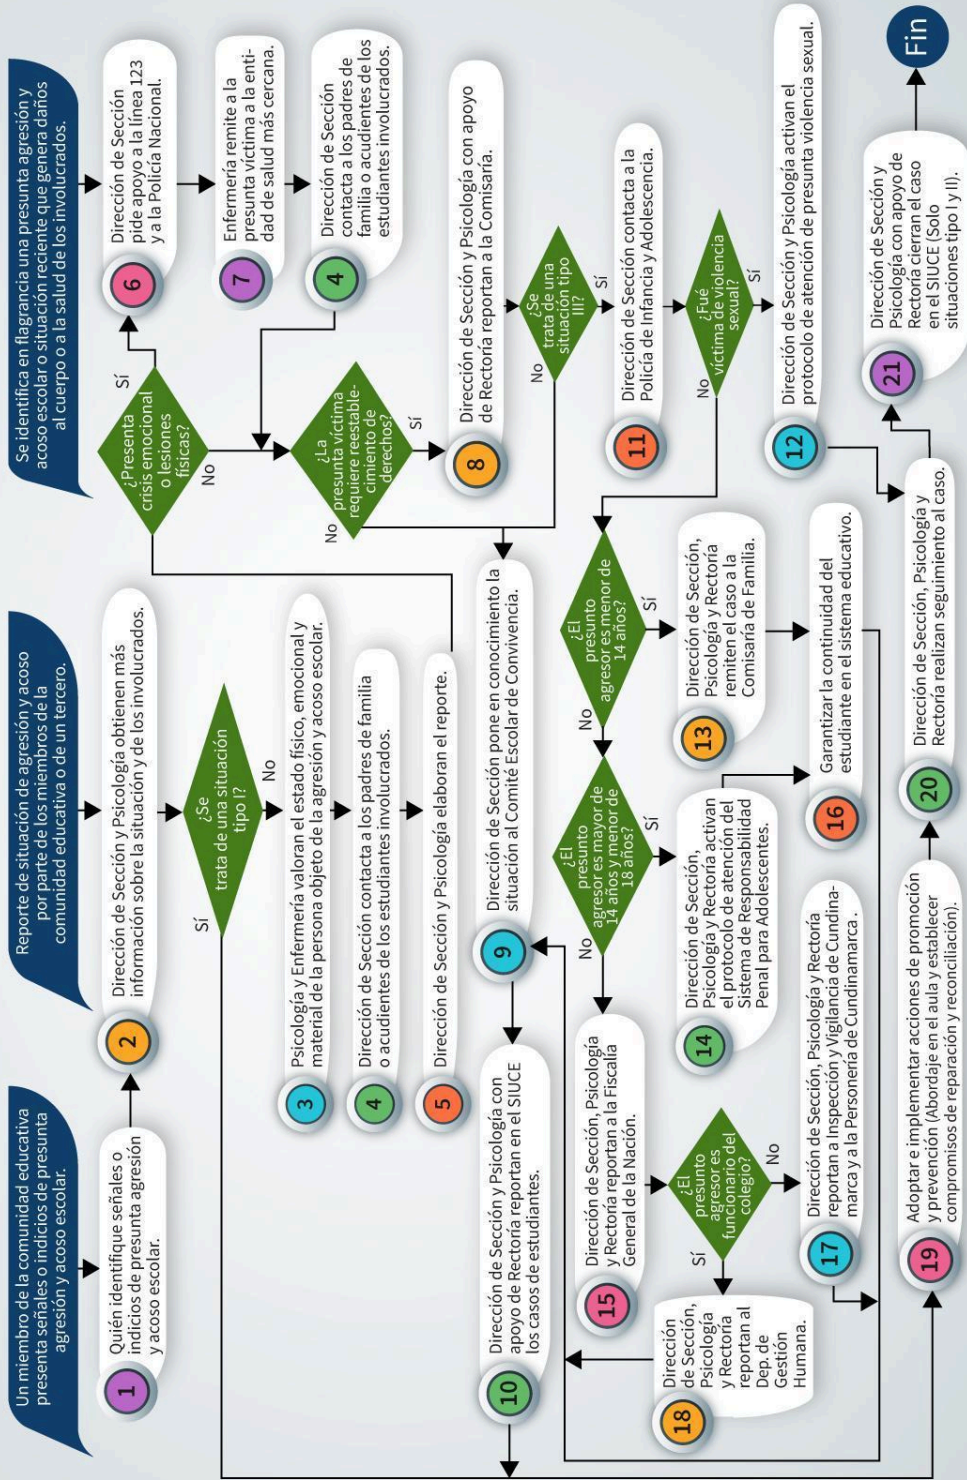 Un miembro de la comunidad educativa
presenta señales o indicios de presunta
agresión y acoso escolar.
Reporte de situación de agresión y acoso
por parte de los miembros de la
comunidad educativa o de un tercero.
Se identifica en flagrancia una presunta agresión y
acoso escolar o situación reciente que genera daños
al cuerpo o a la salud de los involucrados.
1
Quién identifique señales o
indicios de presunta agresión
y acoso escolar.
2
Dirección de Sección y Psicología obtienen más
información sobre la situación y de los involucrados.
¿Se
trata de una situación
tipo I?
Sí
No
3
Psicología y Enfermería valoran el estado físico, emocional y
material de la persona objeto de la agresión y acoso escolar.
4
Dirección de Sección contacta a los padres de familia
o acudientes de los estudiantes involucrados.
5
Dirección de Sección y Psicología elaboran el reporte.
¿Presenta
crisis emocional
o lesiones
físicas?
Sí
No
6
Dirección de Sección
pide apoyo a la línea 123
y a la Policía Nacional.
7
Enfermería remite a la
presunta víctima a la enti-
dad de salud más cercana.
4
Dirección de Sección
contacta a los padres de
familia o acudientes de los
estudiantes involucrados.
¿La
presunta víctima
requiere reestable-
cimiento de
derechos?
No
Sí
8
Dirección de Sección y Psicología con apoyo
de Rectoría reportan a la Comisaría.
¿Se
trata de una
situación tipo
III?
No
Sí
9
Dirección de Sección pone en conocimiento la
situación al Comité Escolar de Convivencia.
10
Dirección de Sección y Psicología con
apoyo de Rectoría reportan en el SIUCE
los casos de estudiantes.
11
Dirección de Sección contacta a la
Policía de Infancia y Adolescencia.
¿Fué
víctima de violencia
sexual?
No
Sí
12
Dirección de Sección y Psicología activan el
protocolo de atención de presunta violencia sexual.
¿El
presunto
agresor es menor de
14 años?
No
Sí
13
Dirección de Sección,
Psicología y Rectoría
remiten el caso a la
Comisaría de Familia.
¿El
presunto
agresor es mayor de
14 años y menor de
18 años?
No
Sí
14
Dirección de Sección,
Psicología y Rectoría activan
el protocolo de atención del
Sistema de Responsabilidad
Penal para Adolescentes.
15
Dirección de Sección, Psicología
y Rectoría reportan a la Fiscalía
General de la Nación.
16
Garantizar la continuidad del
estudiante en el sistema educativo.
¿El
presunto
agresor es
funcionario del
colegio?
Sí
No
17
Dirección de Sección, Psicología y Rectoría
reportan a Inspección y Vigilancia de Cundina-
marca y a la Personería de Cundinamarca.
18
Dirección
de Sección,
Psicología
y Rectoría
reportan al
Dep. de
Gestión
Humana.
19
Adoptar e implementar acciones de promoción
y prevención (Abordaje en el aula y establecer
compromisos de reparación y reconciliación).
20
Dirección de Sección, Psicología y
Rectoría realizan seguimiento al caso.
21
Dirección de Sección y
Psicología con apoyo de
Rectoría cierran el caso
en el SIUCE (Solo
situaciones tipo I y II).
Fin